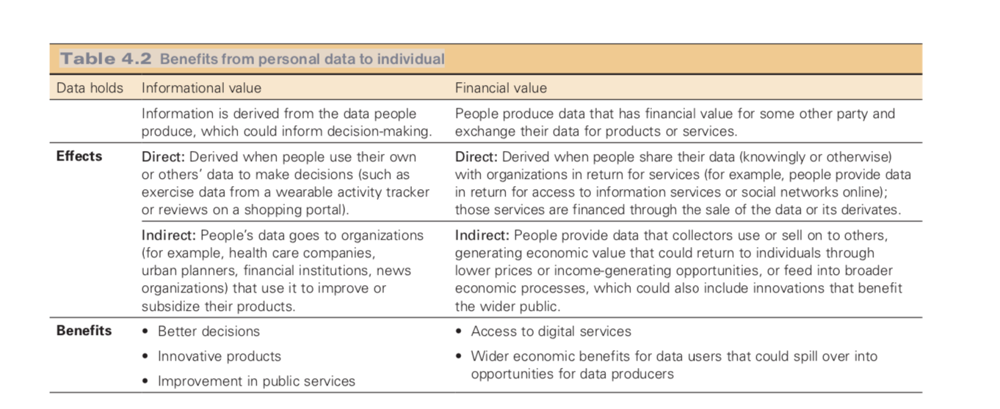 Table 4.2 Benefits from personal data to individual
Data holds Informational value Financial value
Information is derived from the data people
produce, which could inform decision-making.
People produce data that has financial value for some other party and
exchange their data for products or services.
Effects
Direct: Derived when people use their own
or others' data to make decisions (such as
exercise data from a wearable activity tracker
or reviews on a shopping portal).
Direct: Derived when people share their data (knowingly or otherwise)
with organizations in return for services (for example, people provide data
in return for access to information services or social networks online);
those services are financed through the sale of the data or its derivates.
Indirect: People's data goes to organizations
(for example, health care companies,
urban planners, financial institutions, news
organizations) that use it to improve or
subsidize their products.
Indirect: People provide data that collectors use or sell on to others,
generating economic value that could return to individuals through
lower prices or income-generating opportunities, or feed into broader
economic processes, which could also include innovations that benefit
the wider public.
Benefits
• Better decisions
• Innovative products
• Improvement in public services
• Access to digital services
• Wider economic benefits for data users that could spill over into
opportunities for data producers